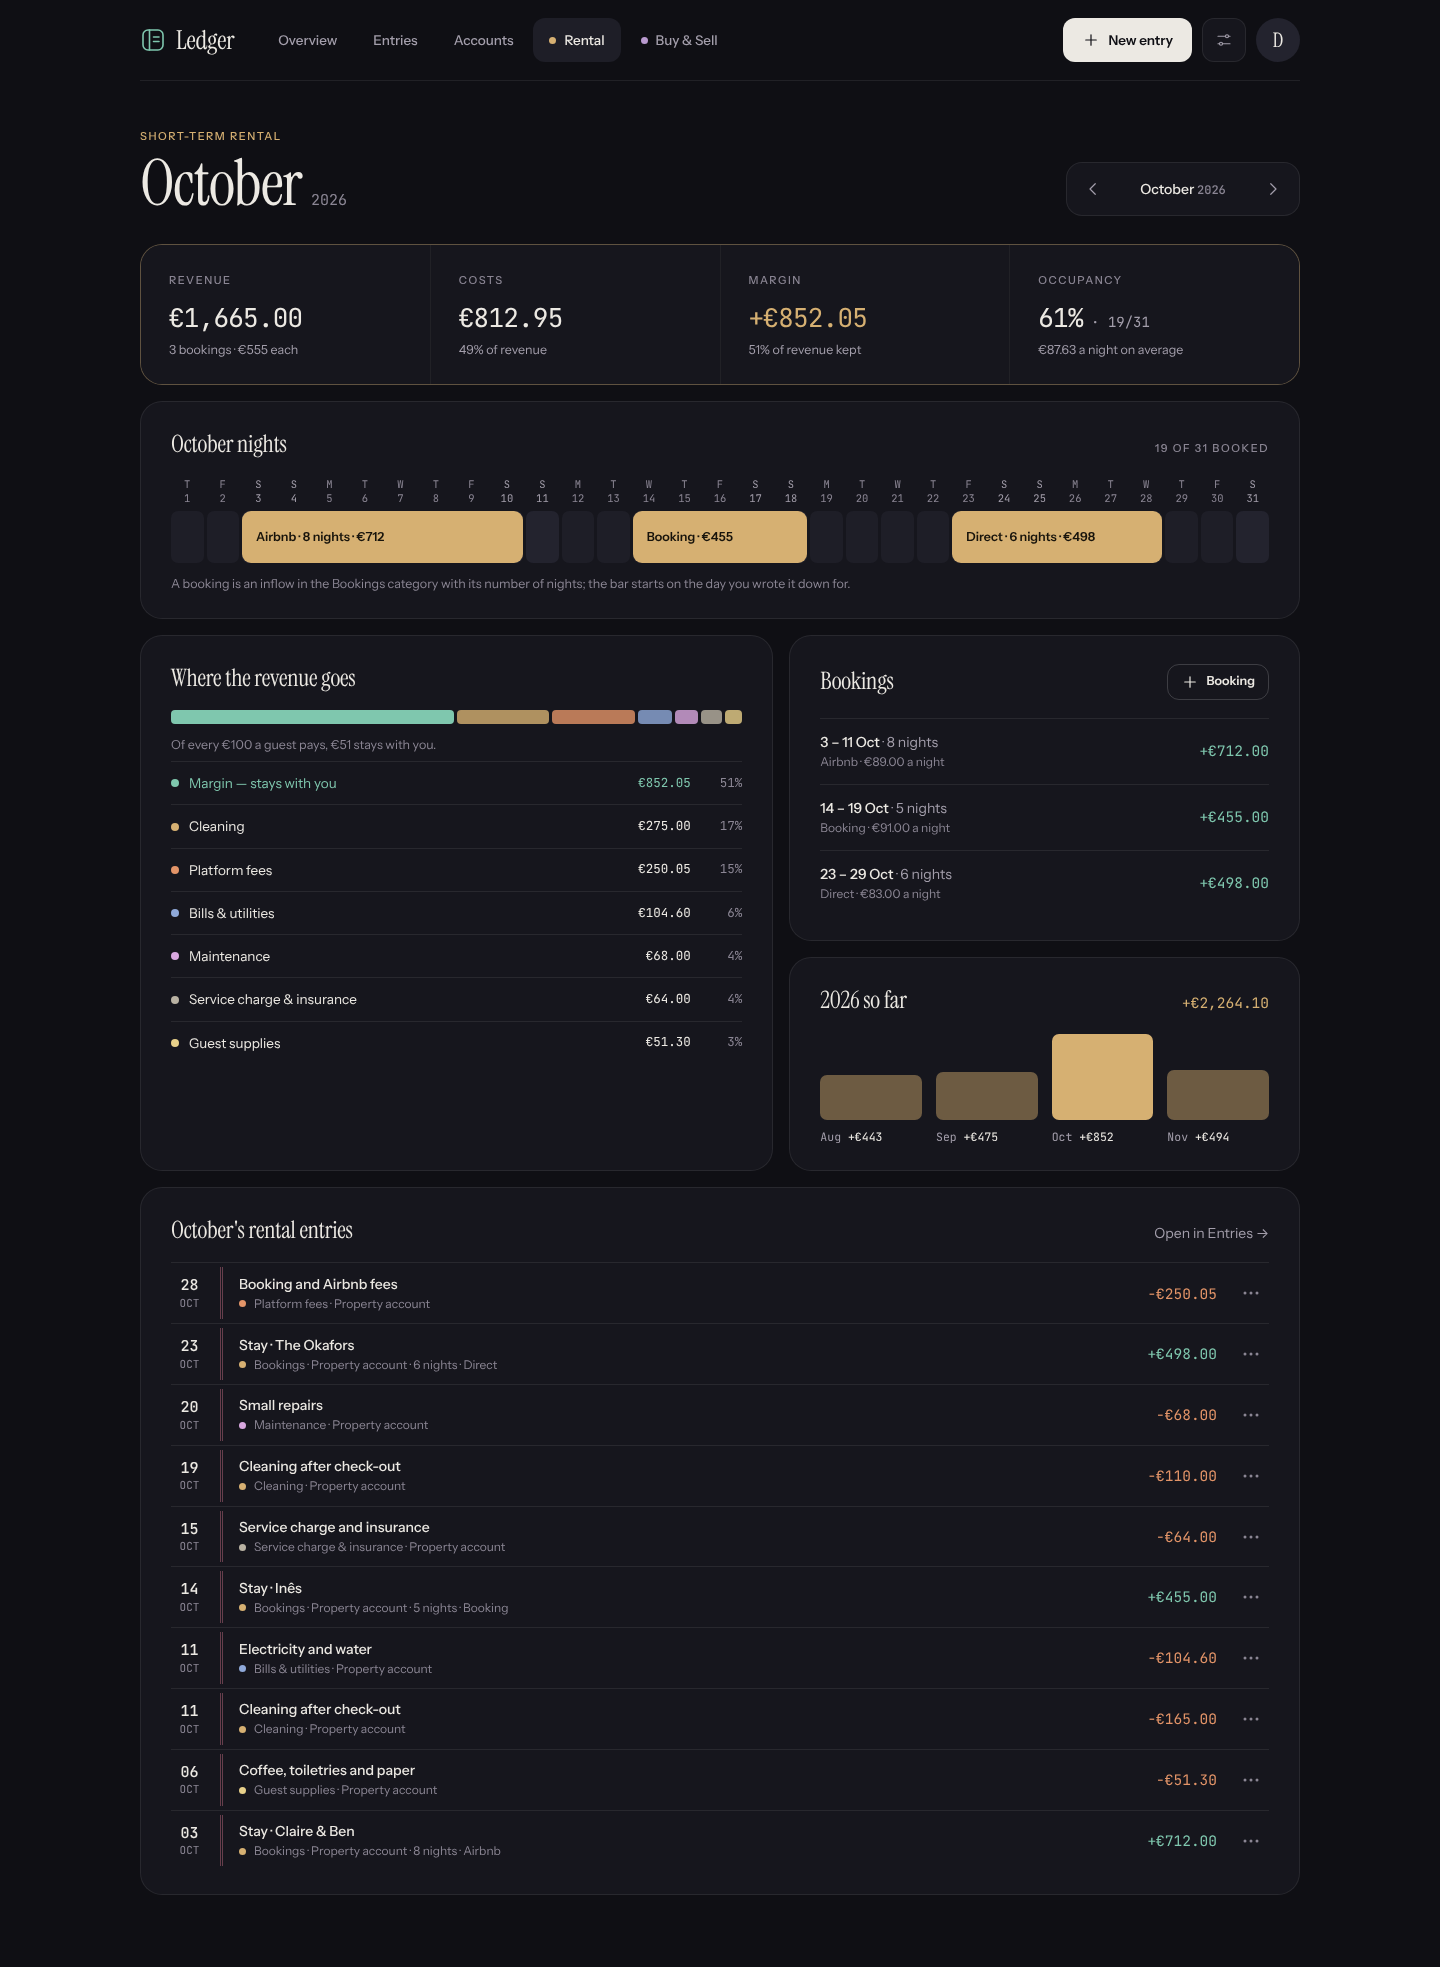 Ledger Overview Entries Accounts Rental Buy & Sell New entry D
SHORT-TERM RENTAL
October 2026
October 2026
REVENUE COSTS MARGIN OCCUPANCY
€1,665.00 €812.95 +€852.05 61% · 19/31
3 bookings · €555 each 49% of revenue 51% of revenue kept €87.63 a night on average
October nights
19 OF 31 BOOKED
T F S S M T W T F S S M T W T F S S M T W T F S S M T W T F S
1 2 3 4 5 6 7 8 9 10 11 12 13 14 15 16 17 18 19 20 21 22 23 24 25 26 27 28 29 30 31
Airbnb · 8 nights · €712 Booking · €455 Direct · 6 nights · €498
A booking is an inflow in the Bookings category with its number of nights; the bar starts on the day you wrote it down for.
Where the revenue goes
Of every €100 a guest pays, €51 stays with you.
Margin — stays with you €852.05 51%
Cleaning €275.00 17%
Platform fees €250.05 15%
Bills & utilities €104.60 6%
Maintenance €68.00 4%
Service charge & insurance €64.00 4%
Guest supplies €51.30 3%
Bookings
Booking
3 – 11 Oct · 8 nights +€712.00
Airbnb · €89.00 a night
14 – 19 Oct · 5 nights +€455.00
Booking · €91.00 a night
23 – 29 Oct · 6 nights +€498.00
Direct · €83.00 a night
2026 so far +€2,264.10
Aug +€443 Sep +€475 Oct +€852 Nov +€494
October's rental entries
Open in Entries →
28 Booking and Airbnb fees -€250.05
OCT Platform fees · Property account
23 Stay · The Okafors +€498.00
OCT Bookings · Property account · 6 nights · Direct
20 Small repairs -€68.00
OCT Maintenance · Property account
19 Cleaning after check-out -€110.00
OCT Cleaning · Property account
15 Service charge and insurance -€64.00
OCT Service charge & insurance · Property account
14 Stay · Inês +€455.00
OCT Bookings · Property account · 5 nights · Booking
11 Electricity and water -€104.60
OCT Bills & utilities · Property account
11 Cleaning after check-out -€165.00
OCT Cleaning · Property account
06 Coffee, toiletries and paper -€51.30
OCT Guest supplies · Property account
03 Stay · Claire & Ben +€712.00
OCT Bookings · Property account · 8 nights · Airbnb